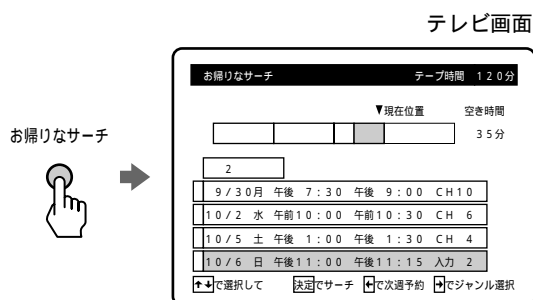 テレビ画面
お帰りなサーチ
お帰りなサーチ テープ時間 120分
▼現在位置 空き時間
35分
2
9/30月 午後 7:30 午後 9:00 CH10
10/2 水 午前10:00 午前10:30 CH 6
10/5 土 午後 1:00 午後 1:30 CH 4
10/6 日 午後11:00 午後11:15 入力 2
↑↓で選択して 決定でサーチ ←で次週予約 →でジャンル選択